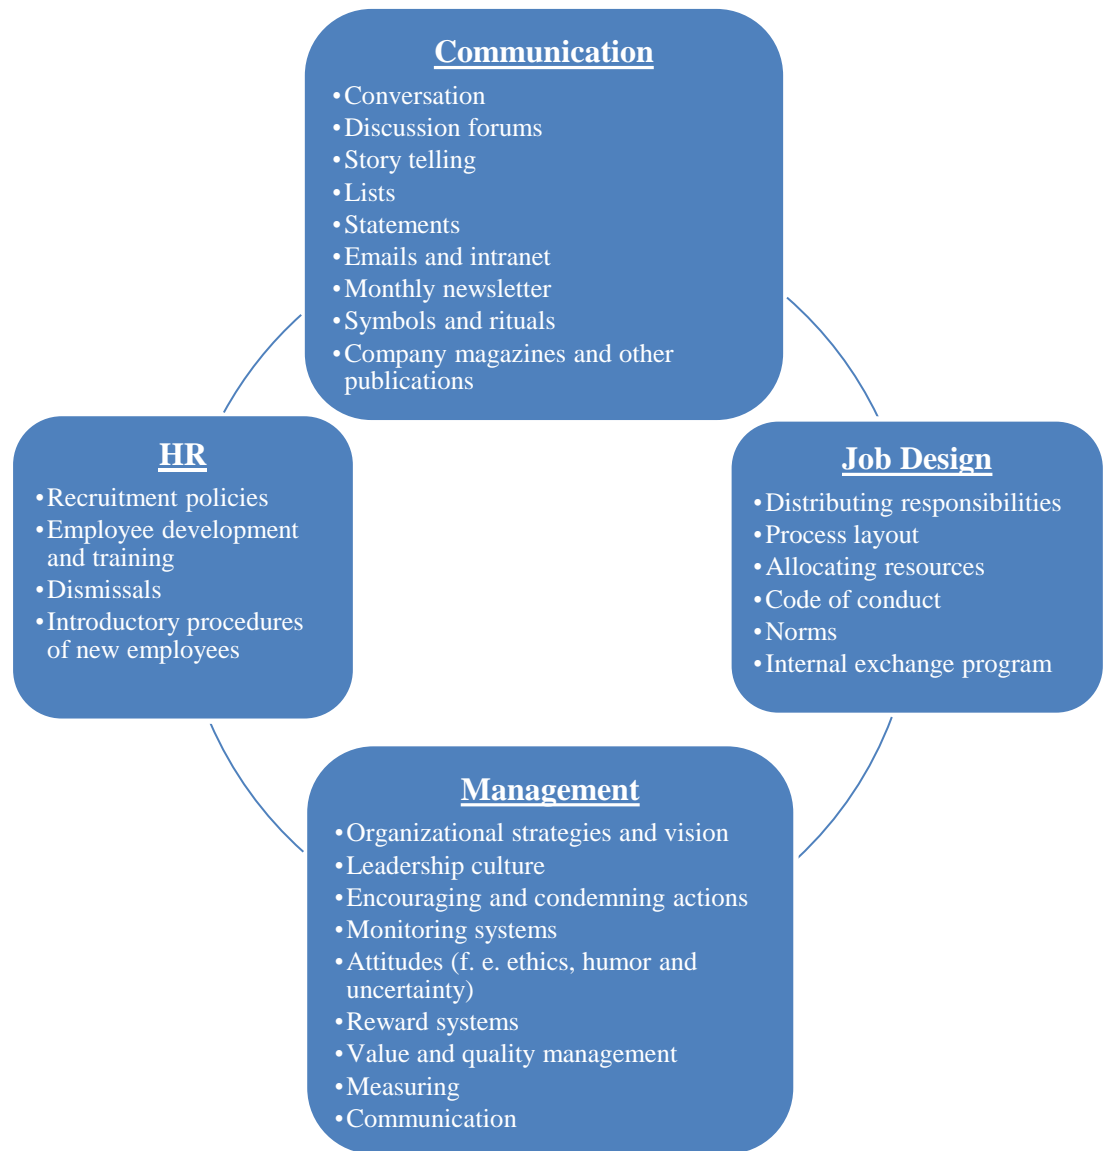 Communication
•Conversation
•Discussion forums
•Story telling
•Lists
•Statements
•Emails and intranet
•Monthly newsletter
•Symbols and rituals
•Company magazines and other
publications
HR
•Recruitment policies
•Employee development
and training
•Dismissals
•Introductory procedures
of new employees
Job Design
•Distributing responsibilities
•Process layout
•Allocating resources
•Code of conduct
•Norms
•Internal exchange program
Management
•Organizational strategies and vision
•Leadership culture
•Encouraging and condemning actions
•Monitoring systems
•Attitudes (f. e. ethics, humor and
uncertainty)
•Reward systems
•Value and quality management
•Measuring
•Communication